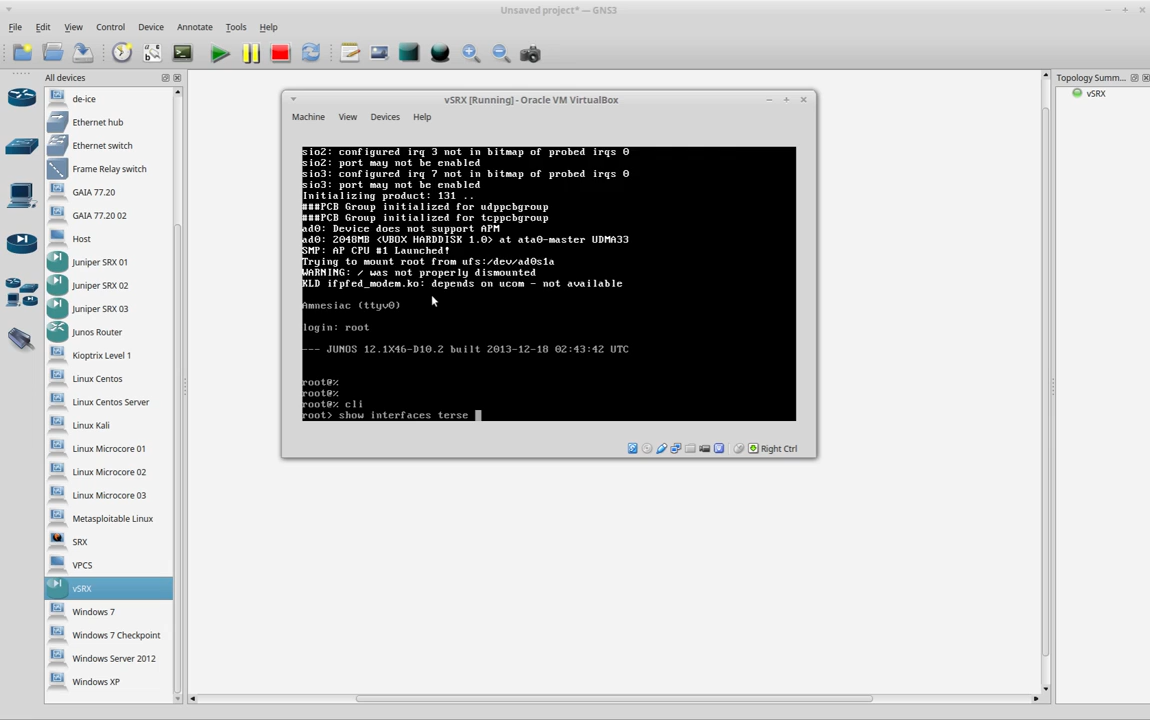 Unsaved project* — GNS3
File Edit View Control Device Annotate Tools Help
All devices
Topology Summ...
vSRX
de-ice
Ethernet hub
Ethernet switch
Frame Relay switch
GAIA 77.20
GAIA 77.20 02
Host
Juniper SRX 01
Juniper SRX 02
Juniper SRX 03
Junos Router
Kioptrix Level 1
Linux Centos
Linux Centos Server
Linux Kali
Linux Microcore 01
Linux Microcore 02
Linux Microcore 03
Metasploitable Linux
SRX
VPCS
vSRX
Windows 7
Windows 7 Checkpoint
Windows Server 2012
Windows XP
vSRX [Running] - Oracle VM VirtualBox
Machine View Devices Help
sio2: configured irq 3 not in bitmap of probed irqs 0
sio2: port may not be enabled
sio3: configured irq 7 not in bitmap of probed irqs 0
sio3: port may not be enabled
Initializing product: 131 ..
###PCB Group initialized for udppcbgroup
###PCB Group initialized for tcppcbgroup
ad0: Device does not support APM
ad0: 2048MB <VBOX HARDDISK 1.0> at ata0-master UDMA33
SMP: AP CPU #1 Launched!
Trying to mount root from ufs:/dev/ad0s1a
WARNING: / was not properly dismounted
KLD ifpfed_modem.ko: depends on ucom - not available
Amnesiac (ttyv0)
login: root
--- JUNOS 12.1X46-D10.2 built 2013-12-18 02:43:42 UTC
root@%
root@%
root@% cli
root> show interfaces terse
Right Ctrl